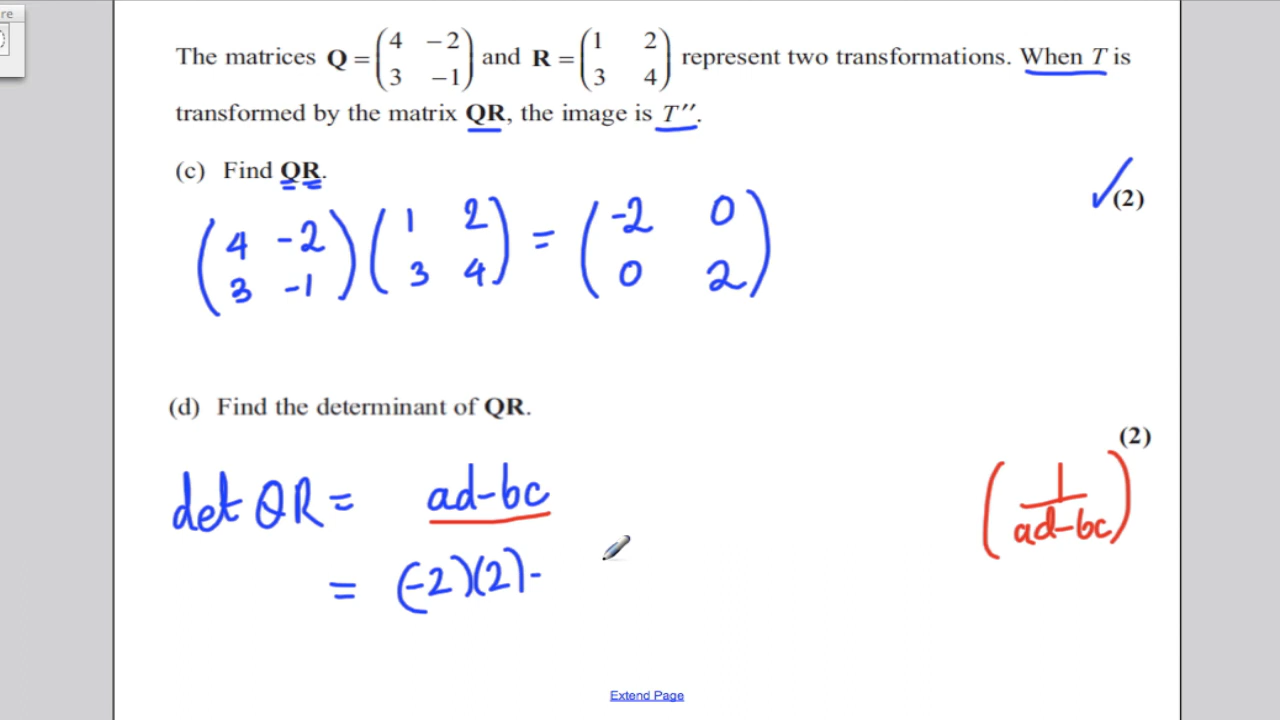 re
The matrices Q = (4 −2 3 −1) and R = (1 2 3 4) represent two transformations. When T is
transformed by the matrix QR, the image is T″.
(c) Find QR.
(2)
(4 -2 3 -1)(1 2 3 4) = (-2 0 0 2)
(d) Find the determinant of QR.
(2)
det QR = ad-bc
(1/ad-bc)
= (-2)(2)-
Extend Page